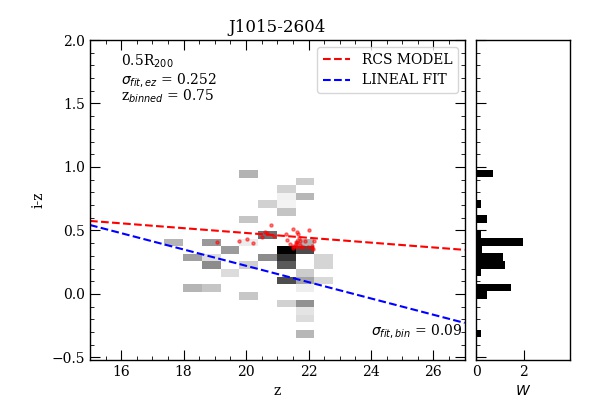 J1015-2604
0.5R200
σfit,ez = 0.252
zbinned = 0.75
RCS MODEL
LINEAL FIT
σfit,bin = 0.09
2.0
1.5
1.0
0.5
0.0
−0.5
i-z
16 18 20 22 24 26
z
0 2
W